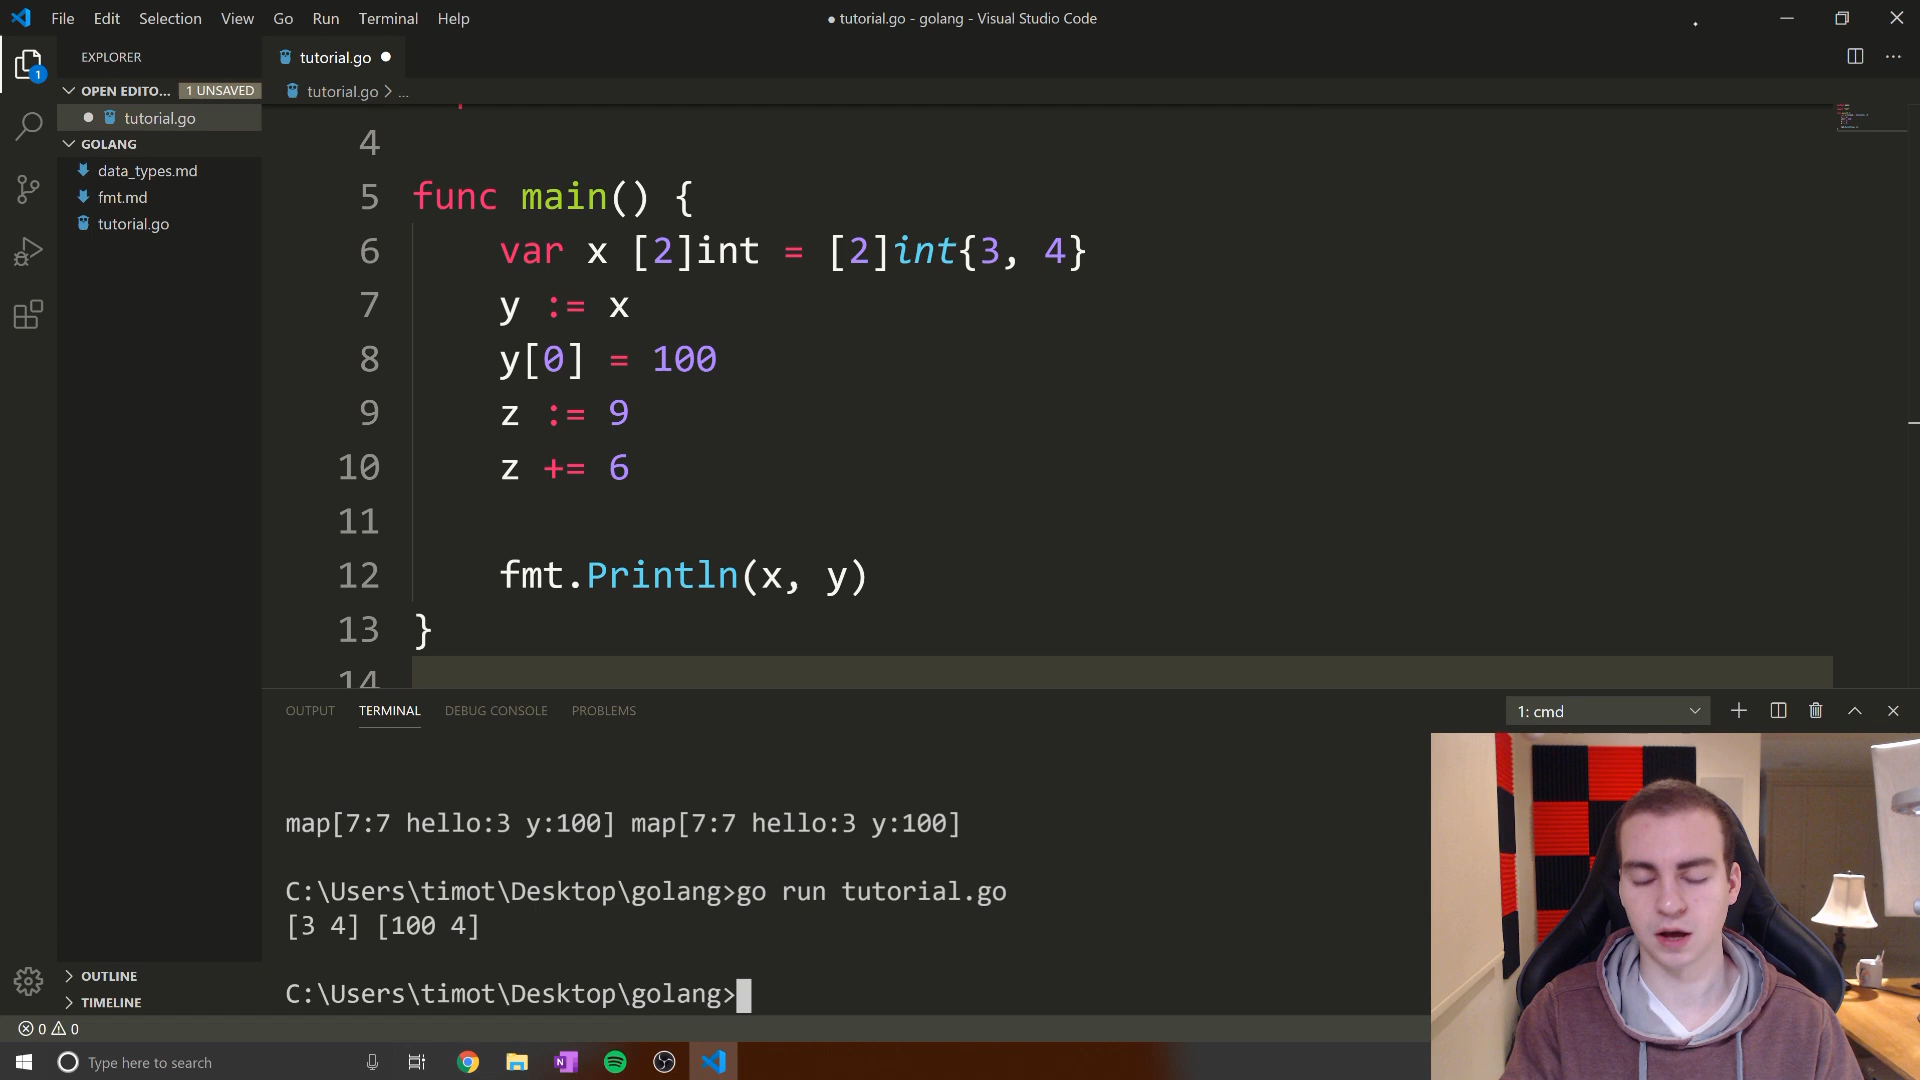 File Edit Selection View Go Run Terminal Help
● tutorial.go - golang - Visual Studio Code
1
EXPLORER
OPEN EDITO... 1 UNSAVED
tutorial.go
GOLANG
data_types.md
fmt.md
tutorial.go
OUTLINE
TIMELINE
tutorial.go
tutorial.go > ...
4
5 func main() {
6 var x [2]int = [2]int{3, 4}
7 y := x
8 y[0] = 100
9 z := 9
10 z += 6
11
12 fmt.Println(x, y)
13 }
14
OUTPUT TERMINAL DEBUG CONSOLE PROBLEMS
1: cmd
map[7:7 hello:3 y:100] map[7:7 hello:3 y:100]
C:\Users\timot\Desktop\golang>go run tutorial.go
[3 4] [100 4]
C:\Users\timot\Desktop\golang>
0 0
Type here to search